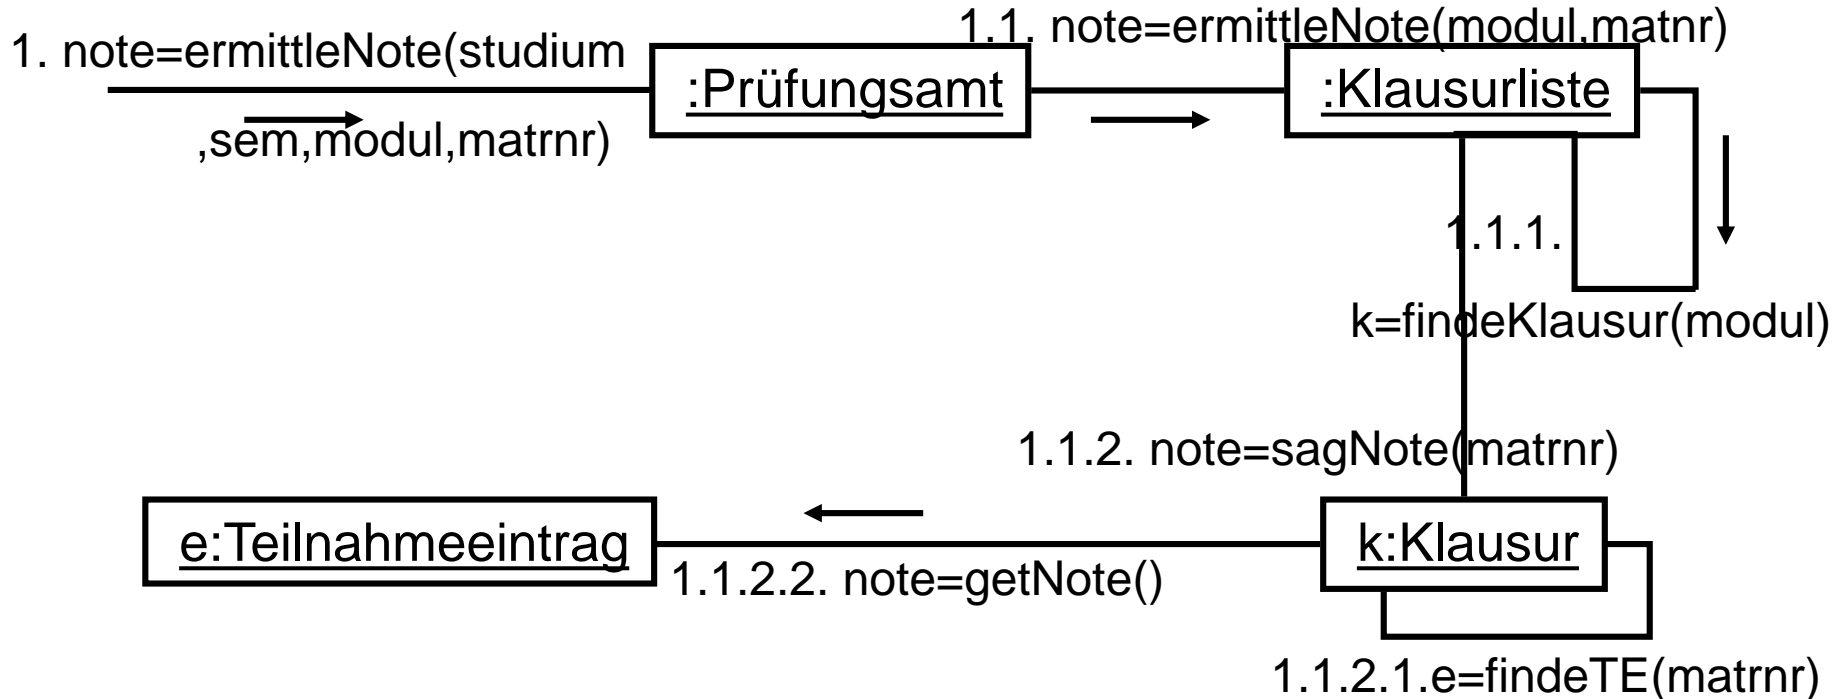 1. note=ermittleNote(studium
,sem,modul,matrnr)
:Prüfungsamt
1.1. note=ermittleNote(modul,matnr)
:Klausurliste
1.1.1.
k=findeKlausur(modul)
1.1.2. note=sagNote(matrnr)
e:Teilnahmeeintrag
1.1.2.2. note=getNote()
k:Klausur
1.1.2.1.e=findeTE(matrnr)